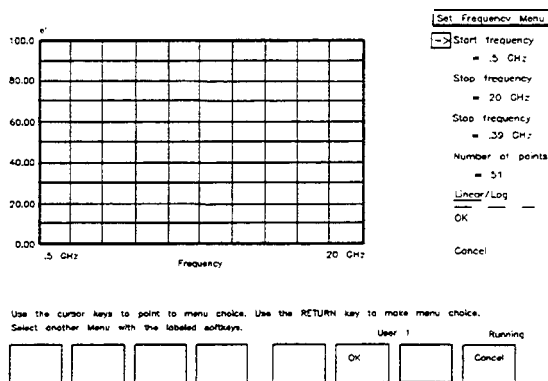 e'
100.0
80.00
60.00
40.00
20.00
0.00
.5 GHz
20 GHz
Frequency
Set Frequency Menu
-> Start frequency
= .5 GHz
Stop frequency
= 20 GHz
Stop frequency
= .39 GHz
Number of points
= 51
Linear/Log
OK
Cancel
Use the cursor keys to point to menu choice. Use the RETURN key to make menu choice.
Select another Menu with the labeled softkeys.
User 1
Running
OK
Cancel